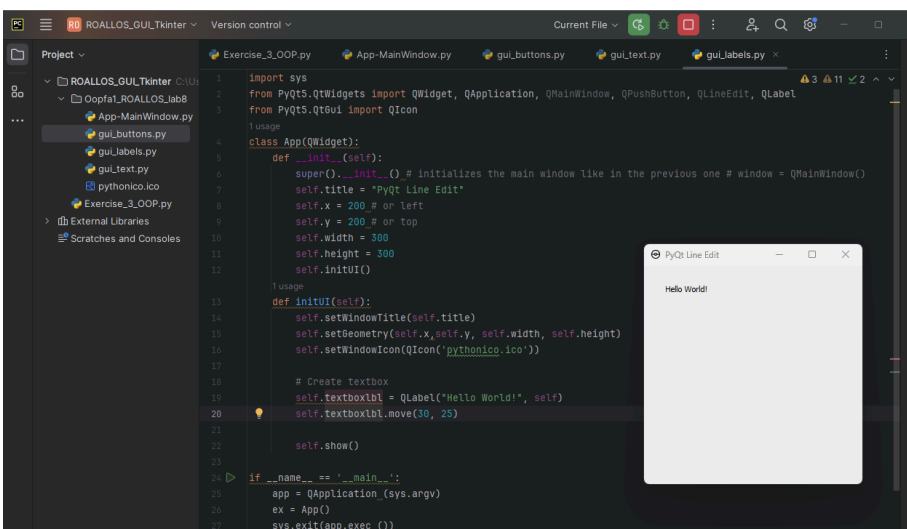 PC RO ROALLOS_GUI_Tkinter Version control Current File
Project
Exercise_3_OOP.py App-MainWindow.py gui_buttons.py gui_text.py gui_labels.py
ROALLOS_GUI_Tkinter C:\Us
Oopfa1_ROALLOS_lab8
App-MainWindow.py
gui_buttons.py
gui_labels.py
gui_text.py
pythonico.ico
Exercise_3_OOP.py
External Libraries
Scratches and Consoles
3 11 2
1 import sys
2 from PyQt5.QtWidgets import QWidget, QApplication, QMainWindow, QPushButton, QLineEdit, QLabel
3 from PyQt5.QtGui import QIcon
1 usage
4 class App(QWidget):
5 def __init__(self):
6 super().__init__() # initializes the main window like in the previous one # window = QMainWindow()
7 self.title = "PyQt Line Edit"
8 self.x = 200 # or left
9 self.y = 200 # or top
10 self.width = 300
11 self.height = 300
12 self.initUI()
1 usage
13 def initUI(self):
14 self.setWindowTitle(self.title)
15 self.setGeometry(self.x,self.y, self.width, self.height)
16 self.setWindowIcon(QIcon('pythonico.ico'))
17
18 # Create textbox
19 self.textboxlbl = QLabel("Hello World!", self)
20 self.textboxlbl.move(30, 25)
21
22 self.show()
23
24 if __name__ == '__main__':
25 app = QApplication (sys.argv)
26 ex = App()
27 sys.exit(app.exec ())
PyQt Line Edit
Hello World!